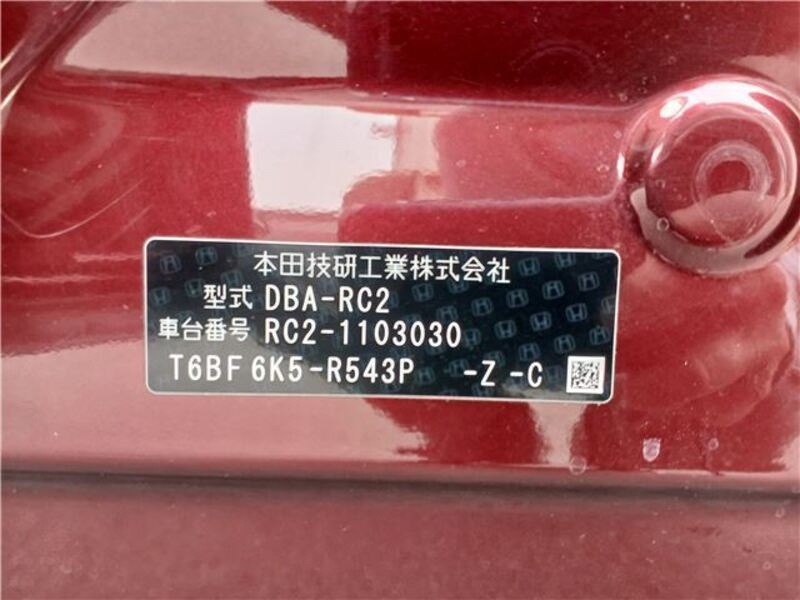 本田技研工業株式会社
型式 DBA-RC2
車台番号 RC2-1103030
T6BF 6K5-R543P -Z -C